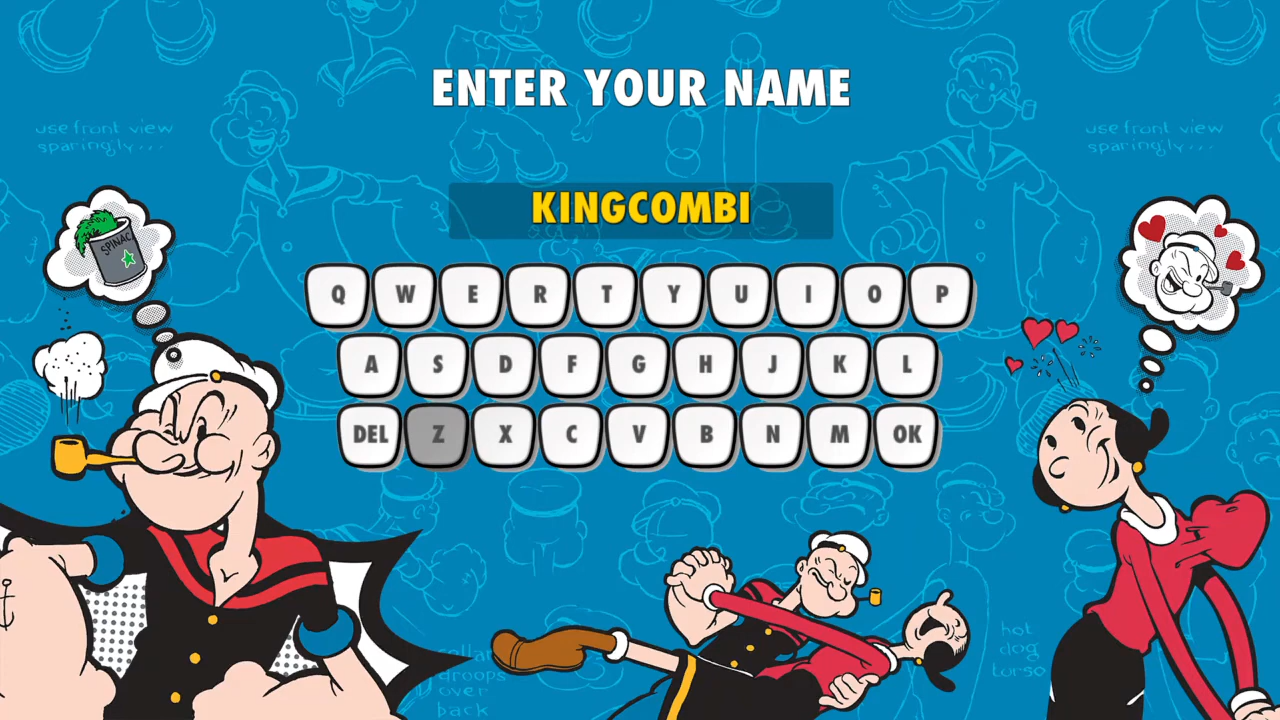 ENTER YOUR NAME
use front view
sparingly...
use front view
sparingly...
KINGCOMBI
SPINAC
Q W E R T Y U I O P
A S D F G H J K L
DEL Z X C V B N M OK
collar
droops
over
back
hot
dog
torso